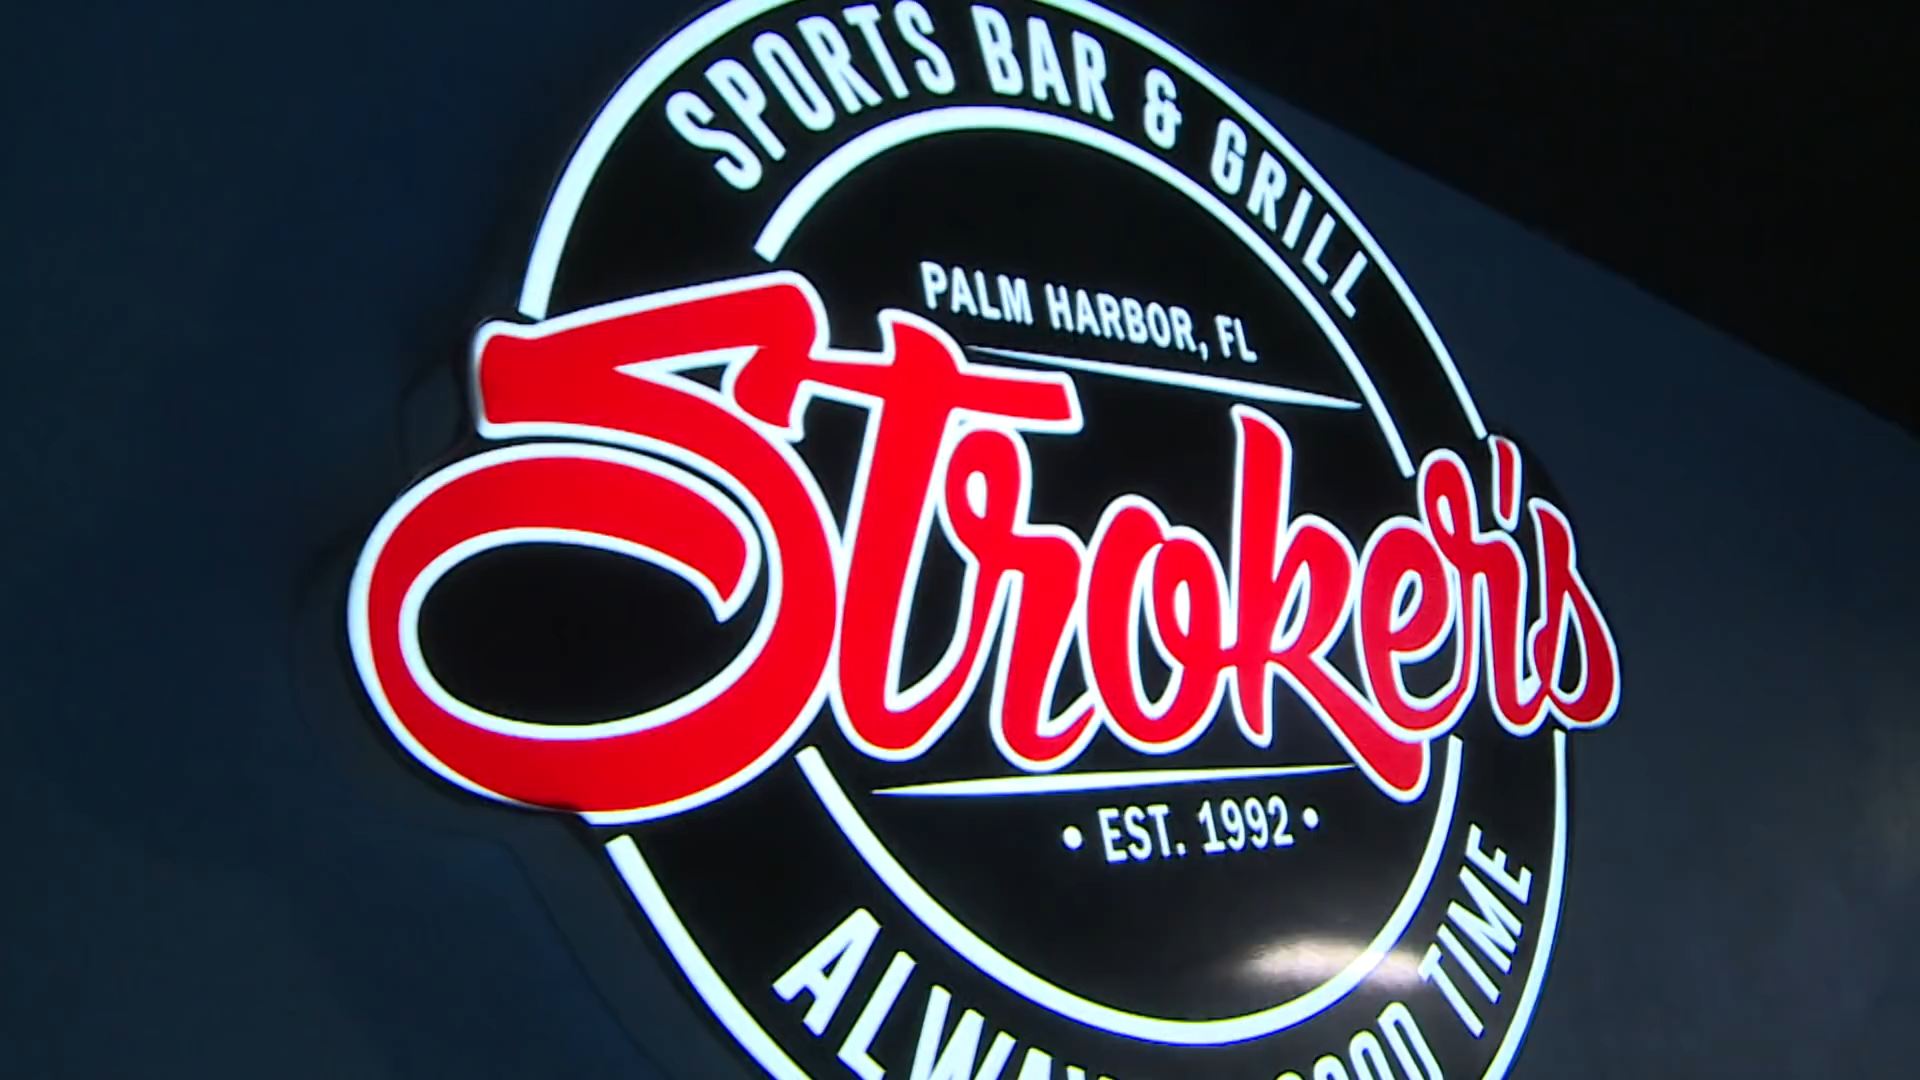 SPORTS BAR & GRILL
PALM HARBOR, FL
Stroker's
• EST. 1992 •
TIME